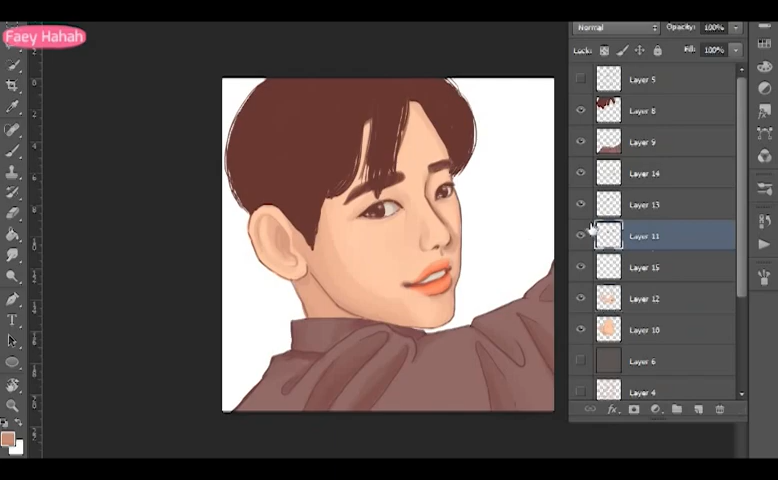 Faey Hahah
Normal
Opacity: 100%
Lock:
Fill: 100%
Layer 5
Layer 8
Layer 9
Layer 14
Layer 13
Layer 11
Layer 15
Layer 12
Layer 10
Layer 6
Layer 4
fx